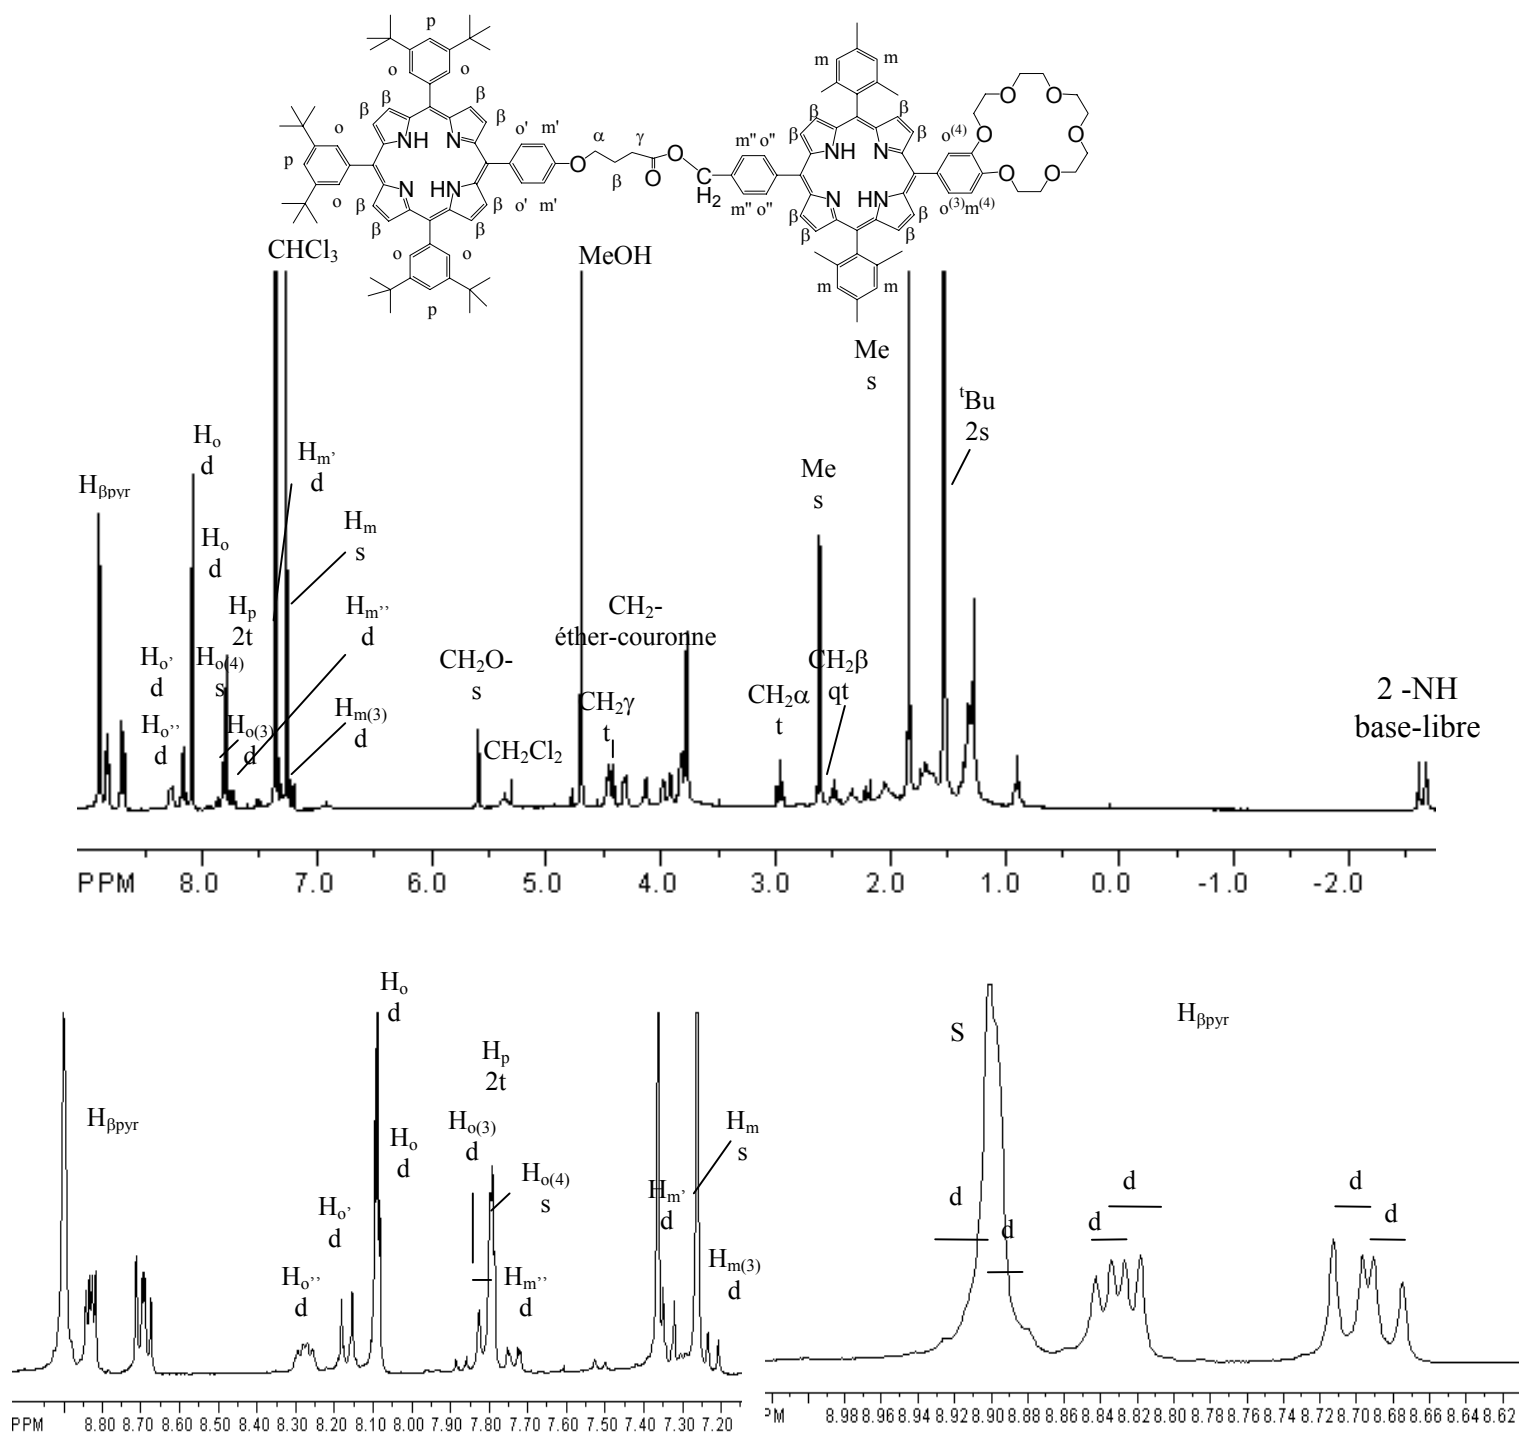 p p
o o
β β β β
o β β o' m' α γ
p NH N O O
o N HN O β CH2
β β o' m'
β β
o o
p
m m
β β
β β
m'' o'' NH N o(4) O O O O O O
N HN
m'' o'' β β o(3) m(4)
β β
m m
CHCl3 MeOH
Me
s
tBu
2s
Ho
d
Hm'
d
Me
s
Hβpyr
Hm
s
Ho
d
Hp
2t
Hm''
d
CH2-
éther-couronne
Ho'
d
Ho(4)
s
CH2O-
s
CH2β
qt
CH2γ
t
CH2α
t
2 -NH
base-libre
Ho''
d
Ho(3)
d
Hm(3)
d
CH2Cl2
PPM 8.0 7.0 6.0 5.0 4.0 3.0 2.0 1.0 0.0 -1.0 -2.0
Ho
d
Hp
2t
Hβpyr
Ho
d
Ho(3)
d
Hm
s
Ho(4)
s
Hm'
d
Ho'
d
Ho''
d
Hm''
d
Hm(3)
d
PPM 8.80 8.70 8.60 8.50 8.40 8.30 8.20 8.10 8.00 7.90 7.80 7.70 7.60 7.50 7.40 7.30 7.20
S
Hβpyr
d d d d d d
PM 8.98 8.96 8.94 8.92 8.90 8.88 8.86 8.84 8.82 8.80 8.78 8.76 8.74 8.72 8.70 8.68 8.66 8.64 8.62